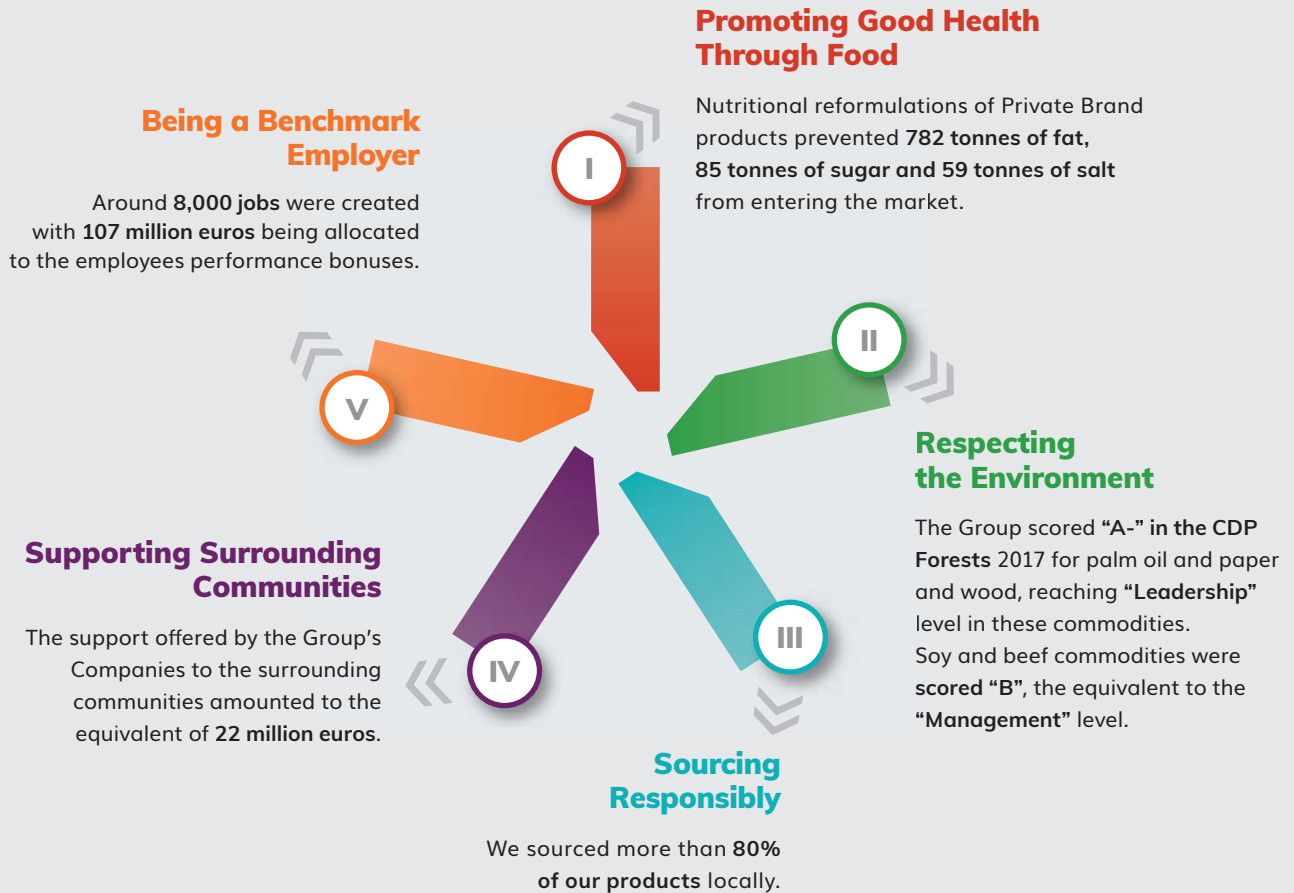 Promoting Good Health
Through Food
Nutritional reformulations of Private Brand
products prevented 782 tonnes of fat,
85 tonnes of sugar and 59 tonnes of salt
from entering the market.
I
II
Respecting
the Environment
The Group scored “A-” in the CDP
Forests 2017 for palm oil and paper
and wood, reaching “Leadership”
level in these commodities.
Soy and beef commodities were
scored “B”, the equivalent to the
“Management” level.
III
Sourcing
Responsibly
We sourced more than 80%
of our products locally.
IV
Supporting Surrounding
Communities
The support offered by the Group’s
Companies to the surrounding
communities amounted to the
equivalent of 22 million euros.
V
Being a Benchmark
Employer
Around 8,000 jobs were created
with 107 million euros being allocated
to the employees performance bonuses.